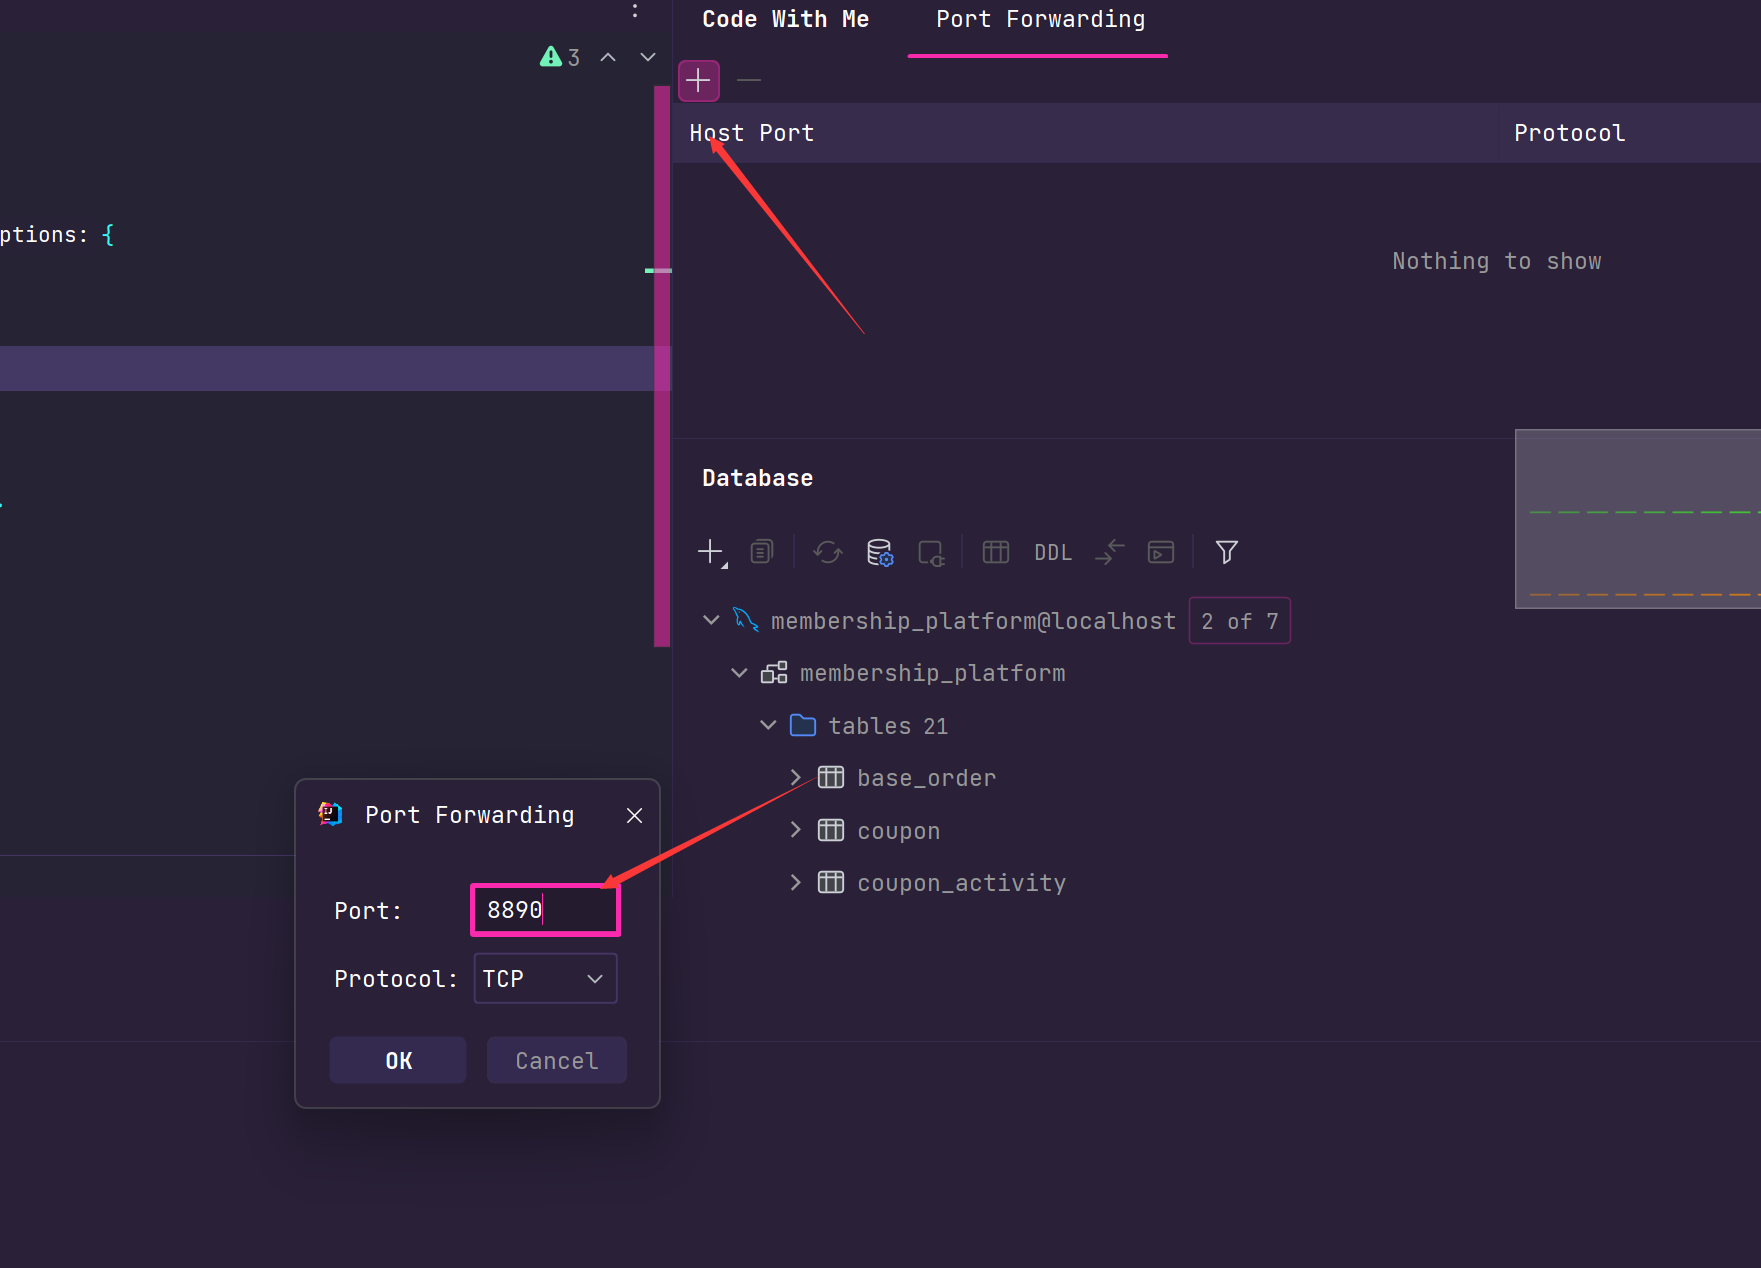 Code With Me
Port Forwarding
3
Host Port
Protocol
ptions: {
Nothing to show
Database
DDL
membership_platform@localhost 2 of 7
membership_platform
tables 21
base_order
coupon
coupon_activity
Port Forwarding
Port: 8890
Protocol: TCP
OK
Cancel